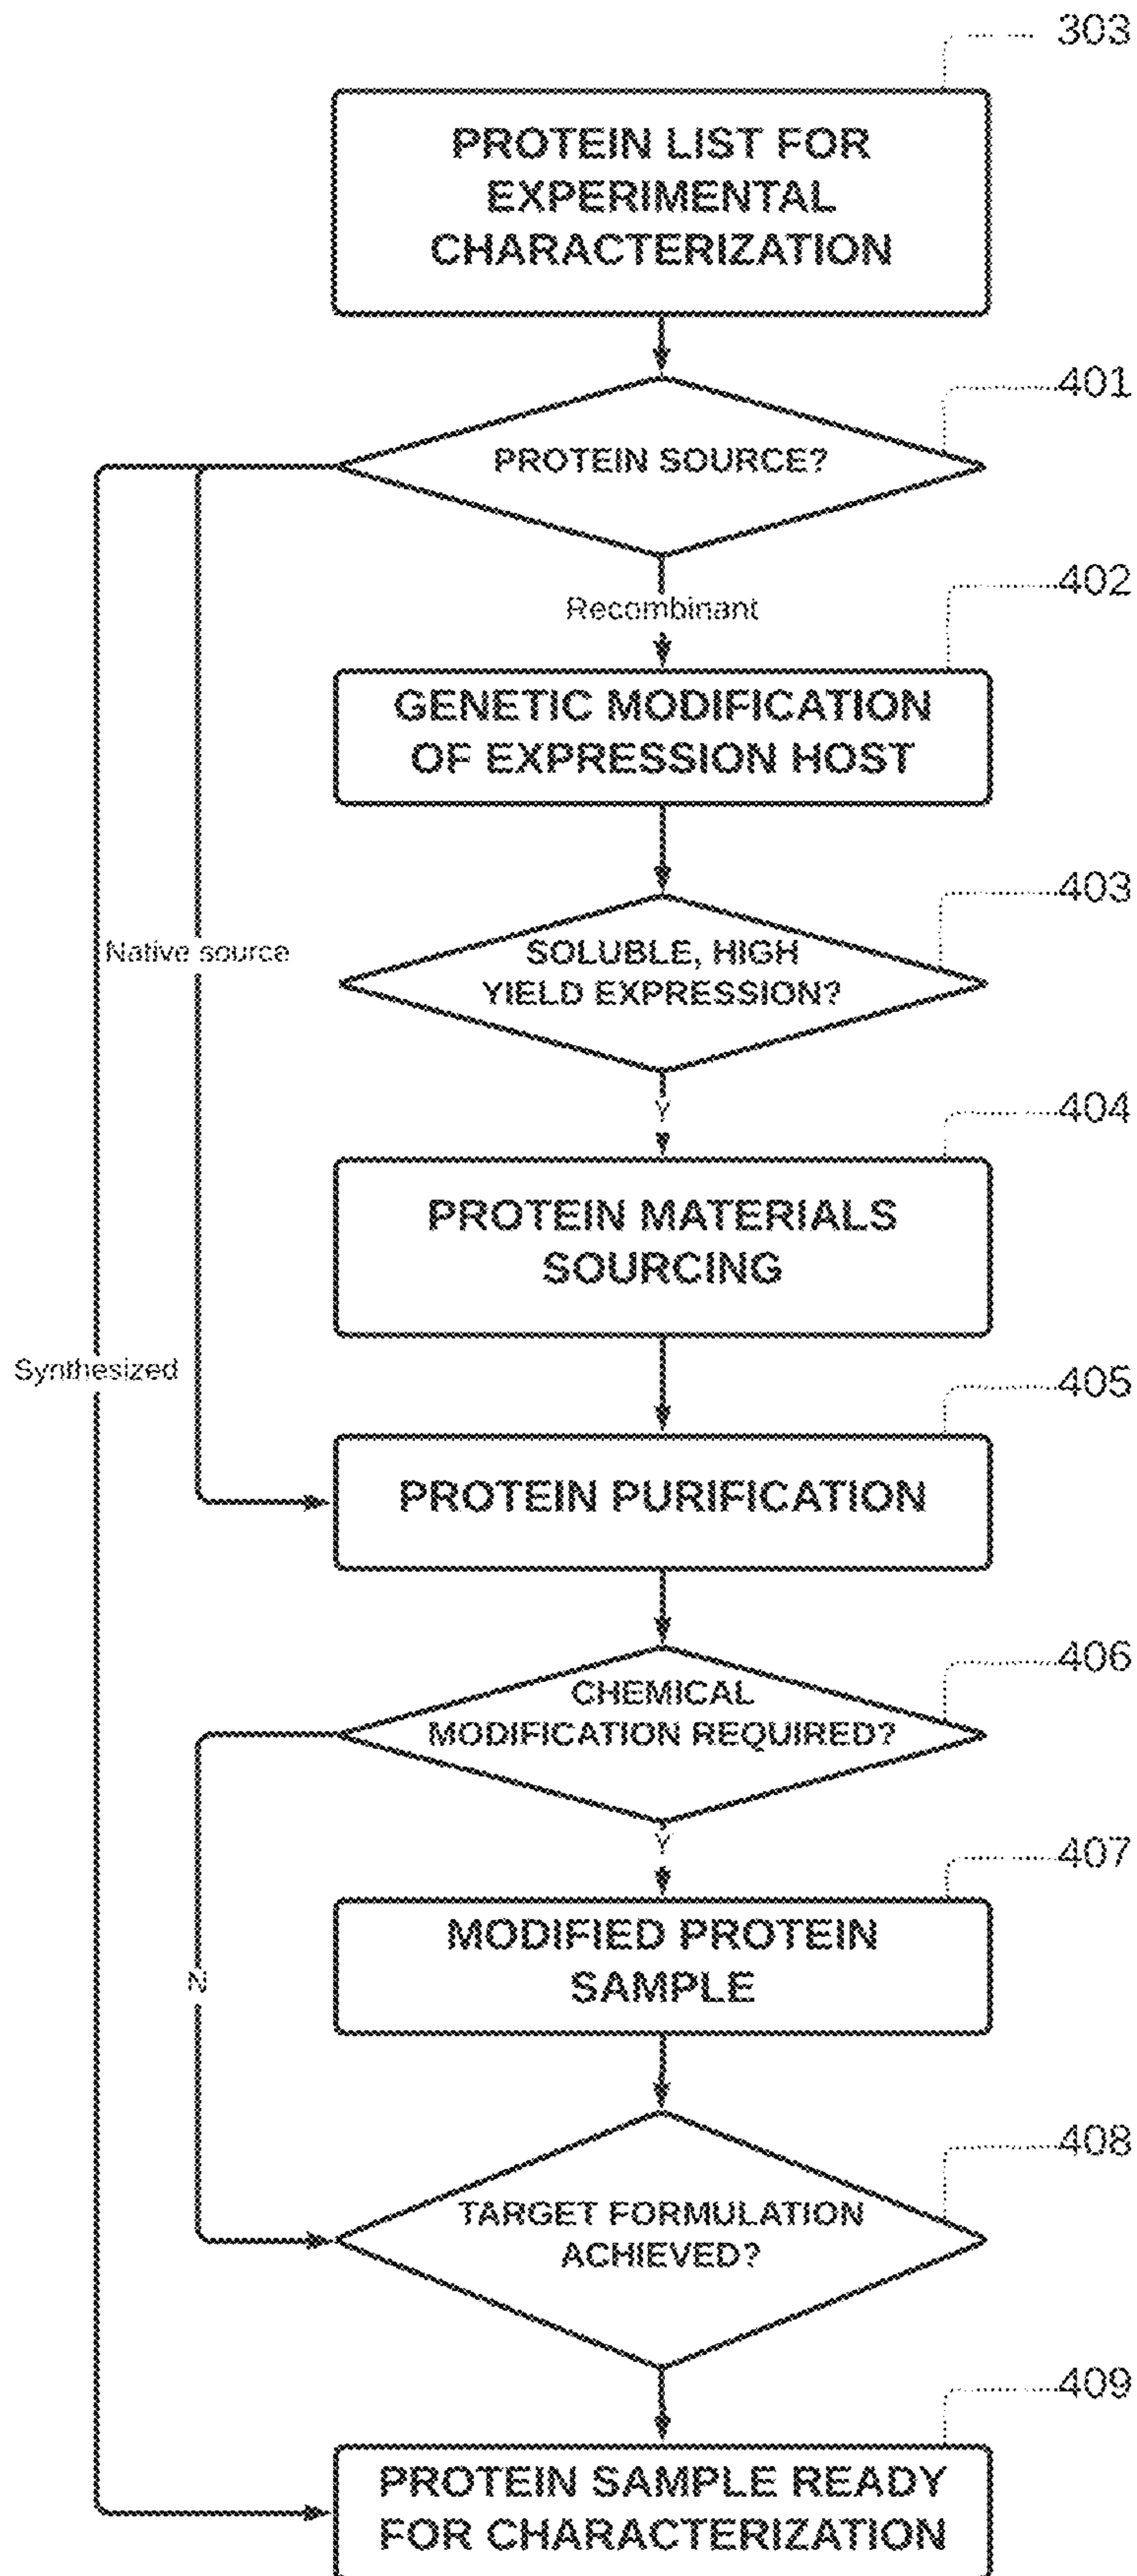 303
PROTEIN LIST FOR
EXPERIMENTAL
CHARACTERIZATION
401
PROTEIN SOURCE?
402
Recombinant
GENETIC MODIFICATION
OF EXPRESSION HOST
403
Native source
SOLUBLE, HIGH
YIELD EXPRESSION?
404
Y
PROTEIN MATERIALS
SOURCING
Synthesized
405
PROTEIN PURIFICATION
406
CHEMICAL
MODIFICATION REQUIRED?
Y
407
MODIFIED PROTEIN
SAMPLE
N
408
TARGET FORMULATION
ACHIEVED?
409
PROTEIN SAMPLE READY
FOR CHARACTERIZATION